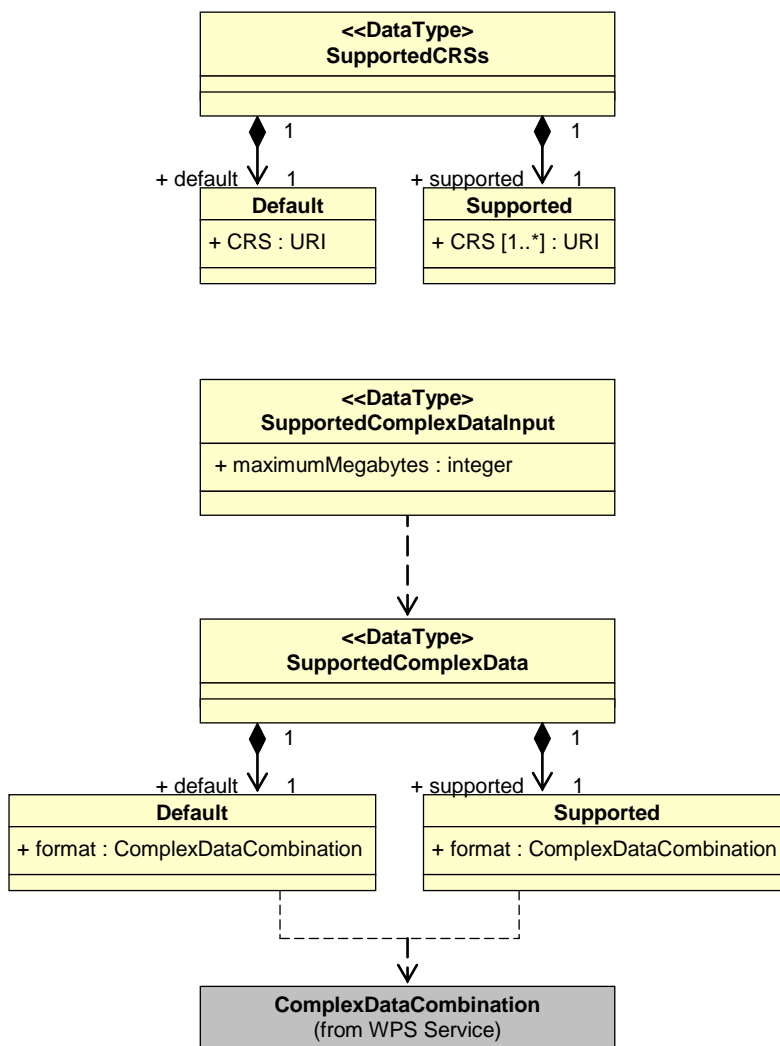 <<DataType>
SupportedCRSs
1 1
+ default 1 + supported 1
Default Supported
+ CRS : URI + CRS [1..*] : URI
<<DataType>
SupportedComplexDataInput
+ maximumMegabytes : integer
<<DataType>
SupportedComplexData
1 1
+ default 1 + supported 1
Default Supported
+ format : ComplexDataCombination + format : ComplexDataCombination
ComplexDataCombination
(from WPS Service)